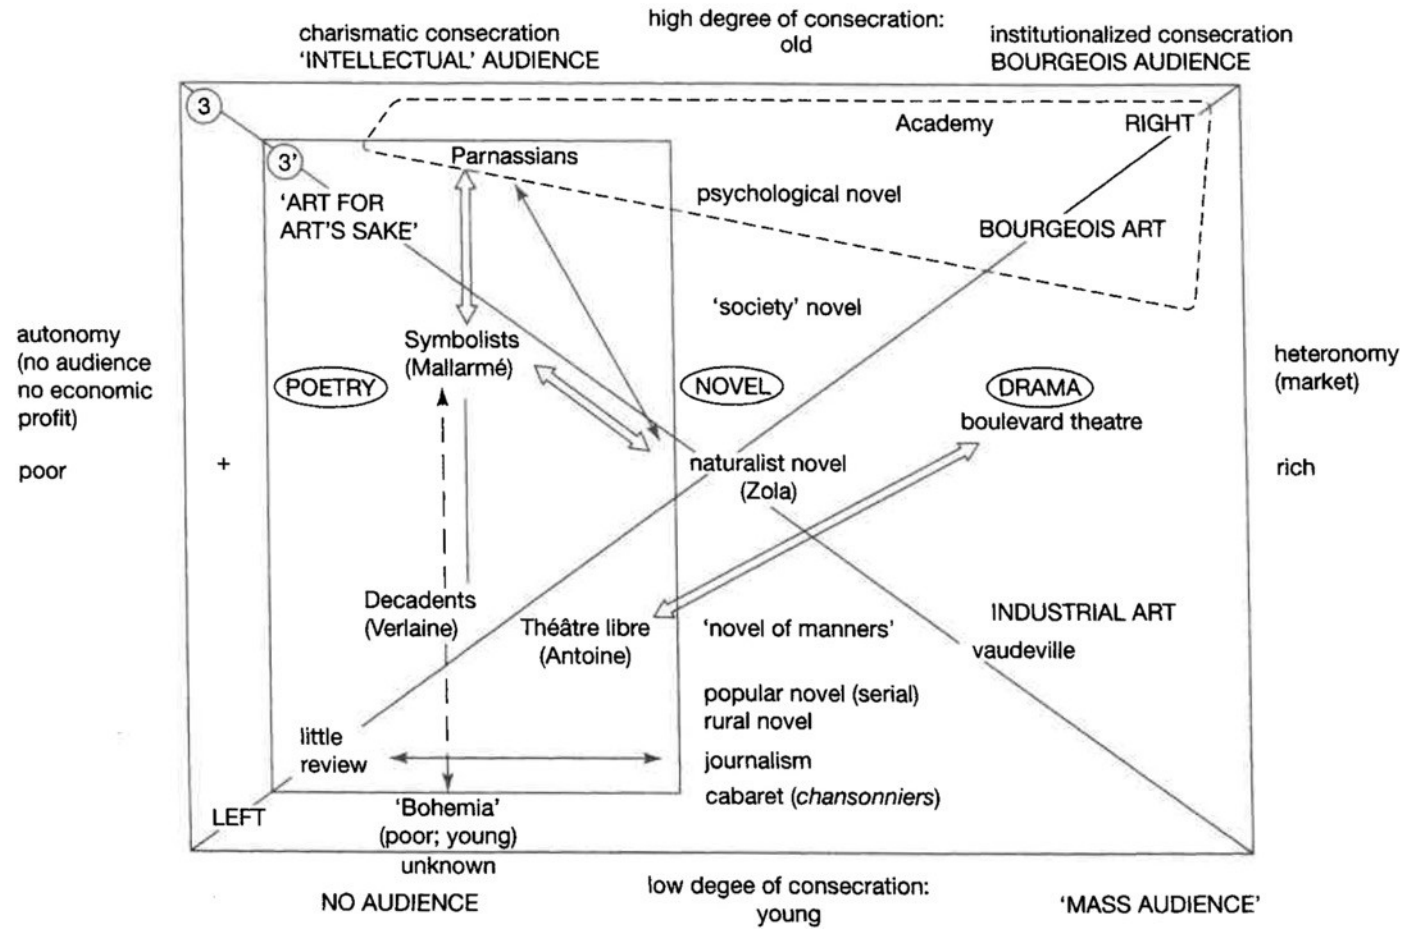 high degree of consecration:
old
charismatic consecration
'INTELLECTUAL' AUDIENCE
institutionalized consecration
BOURGEOIS AUDIENCE
3
Academy
RIGHT
3'
Parnassians
psychological novel
'ART FOR
ART'S SAKE'
BOURGEOIS ART
'society' novel
autonomy
(no audience
no economic
profit)
poor
+
Symbolists
(Mallarmé)
POETRY
NOVEL
DRAMA
boulevard theatre
heteronomy
(market)
rich
naturalist novel
(Zola)
Decadents
(Verlaine)
Théâtre libre
(Antoine)
'novel of manners'
INDUSTRIAL ART
vaudeville
popular novel (serial)
rural novel
little
review
journalism
cabaret (chansonniers)
LEFT
'Bohemia'
(poor; young)
unknown
NO AUDIENCE
low degee of consecration:
young
'MASS AUDIENCE'